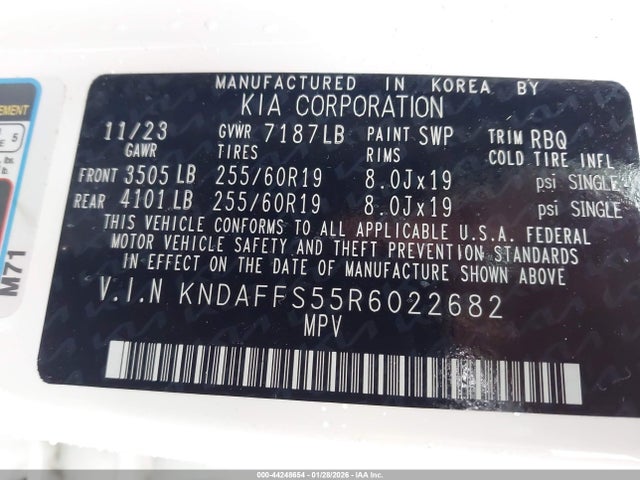 MANUFACTURED IN KOREA BY
KIA CORPORATION
11/23 GVWR 7187LB PAINT SWP TRIM RBQ
GAWR TIRES RIMS COLD TIRE INFL
FRONT 3505 LB 255/60R19 8.0Jx19 psi SINGLE
REAR 4101 LB 255/60R19 8.0Jx19 psi SINGLE
THIS VEHICLE CONFORMS TO ALL APPLICABLE U.S.A. FEDERAL
MOTOR VEHICLE SAFETY AND THEFT PREVENTION STANDARDS
IN EFFECT ON THE DATE OF MANUFACTURE SHOWN ABOVE
V.I.N KNDAFFS55R6022682
MPV
5
M71
000-44248654 | 01/28/2026 | IAA Inc.